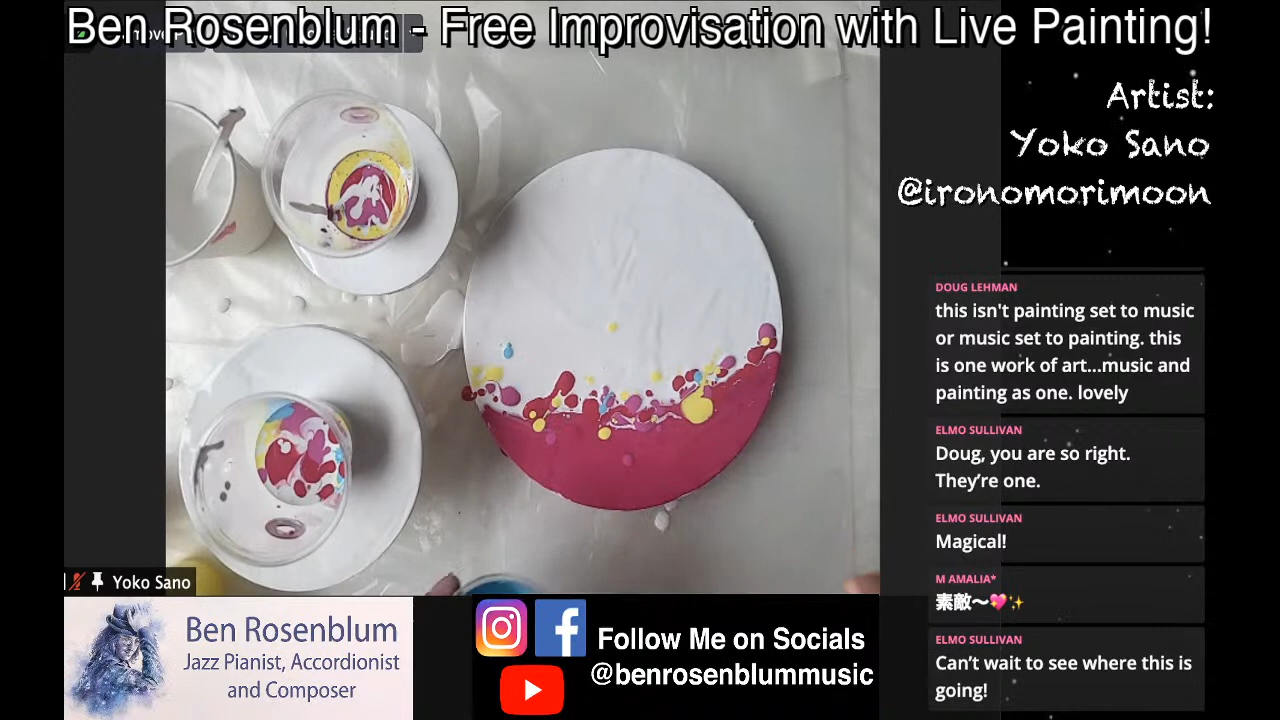 Ben Rosenblum - Free Improvisation with Live Painting!
Artist:
Yoko Sano
@ironomorimoon
DOUG LEHMAN
this isn't painting set to music
or music set to painting. this
is one work of art...music and
painting as one. lovely
ELMO SULLIVAN
Doug, you are so right.
They’re one.
ELMO SULLIVAN
Magical!
M AMALIA*
素敵〜💖✨
ELMO SULLIVAN
Can’t wait to see where this is
going!
Yoko Sano
Ben Rosenblum
Jazz Pianist, Accordionist
and Composer
Follow Me on Socials
@benrosenblummusic